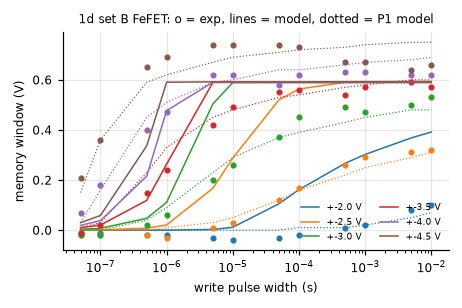 1d set B FeFET: o = exp, lines = model, dotted = P1 model
memory window (V)
0.6
0.4
0.2
0.0
+-2.0 V
+-2.5 V
+-3.0 V
+-3.5 V
+-4.0 V
+-4.5 V
10⁻⁷ 10⁻⁶ 10⁻⁵ 10⁻⁴ 10⁻³ 10⁻²
write pulse width (s)